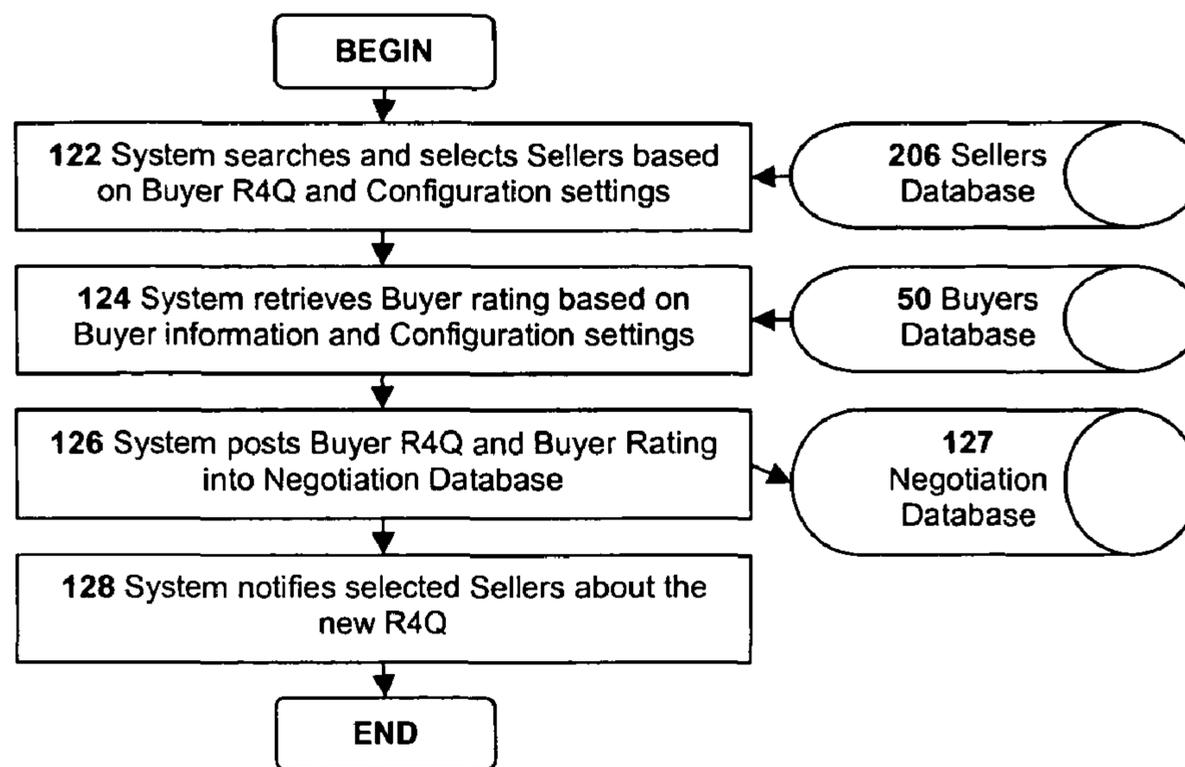 BEGIN
122 System searches and selects Sellers based
on Buyer R4Q and Configuration settings
206 Sellers
Database
124 System retrieves Buyer rating based on
Buyer information and Configuration settings
50 Buyers
Database
126 System posts Buyer R4Q and Buyer Rating
into Negotiation Database
127
Negotiation
Database
128 System notifies selected Sellers about the
new R4Q
END